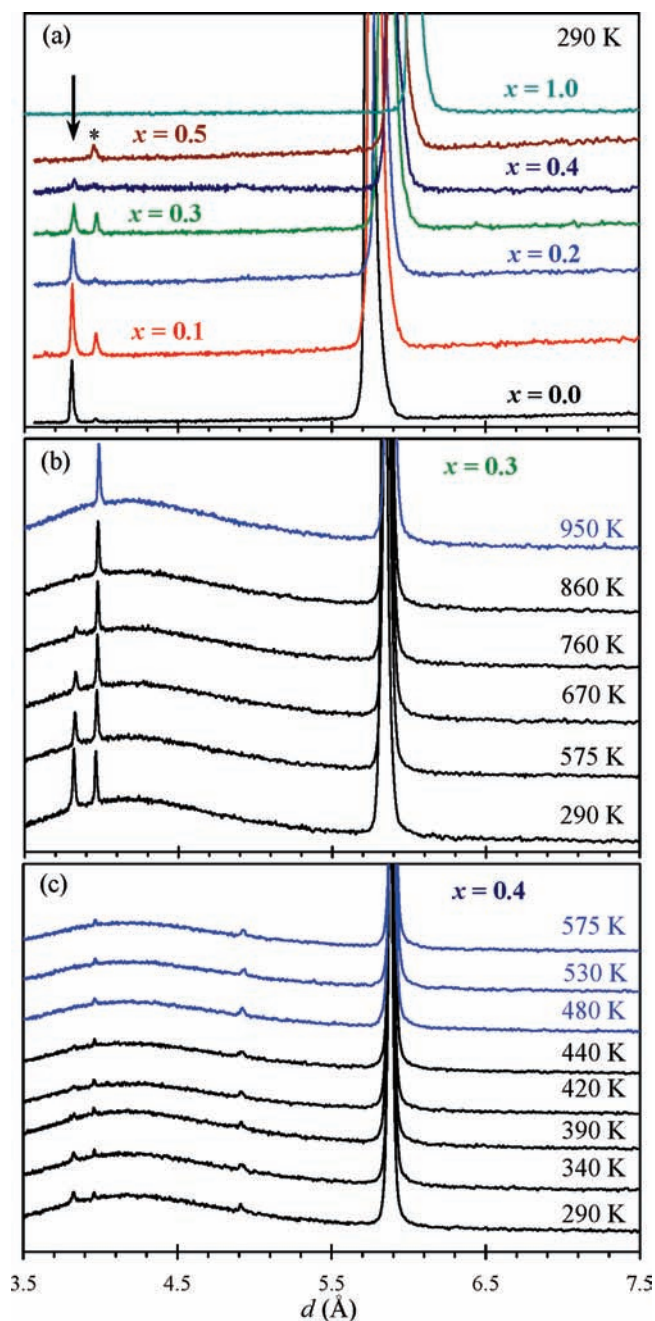 (a)
290 K
x = 1.0
*
x = 0.5
x = 0.4
x = 0.3
x = 0.2
x = 0.1
x = 0.0
(b)
x = 0.3
950 K
860 K
760 K
670 K
575 K
290 K
(c)
x = 0.4
575 K
530 K
480 K
440 K
420 K
390 K
340 K
290 K
3.5 4.5 5.5 6.5 7.5
d (Å)